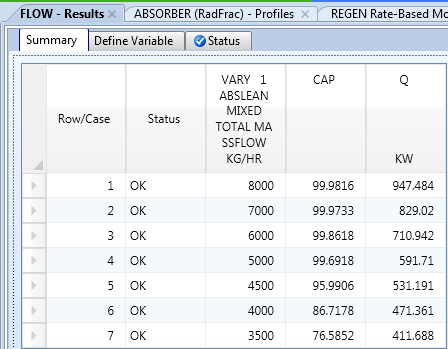 FLOW - Results × ABSORBER (RadFrac) - Profiles × REGEN Rate-Based Mo
Summary Define Variable Status
Row/Case Status VARY 1 CAP Q
ABSLEAN
MIXED
TOTAL MA
SSFLOW
KG/HR KW
1 OK 8000 99.9816 947.484
2 OK 7000 99.9733 829.02
3 OK 6000 99.8618 710.942
4 OK 5000 99.6918 591.71
5 OK 4500 95.9906 531.191
6 OK 4000 86.7178 471.361
7 OK 3500 76.5852 411.688